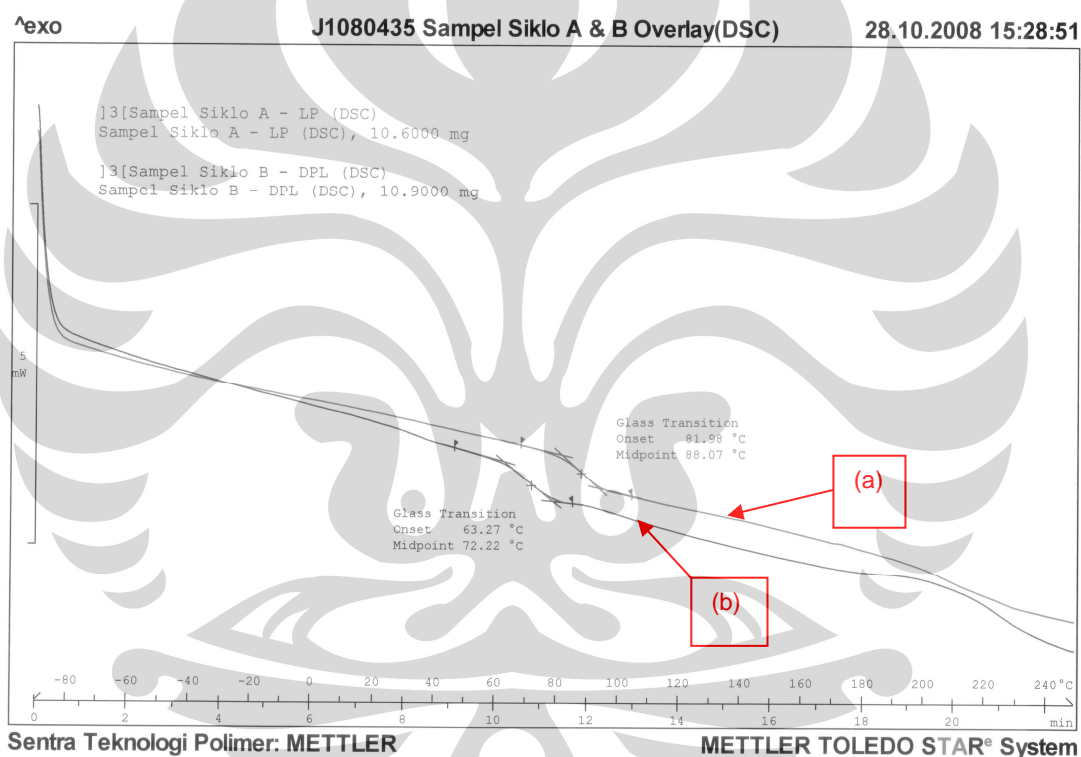 ^exo J1080435 Sampel Siklo A & B Overlay(DSC) 28.10.2008 15:28:51
]3[Sampel Siklo A - LP (DSC)
Sampel Siklo A - LP (DSC), 10.6000 mg
]3[Sampel Siklo B - DPL (DSC)
Sampel Siklo B - DPL (DSC), 10.9000 mg
5
mW
Glass Transition
Onset 81.98 °C
Midpoint 88.07 °C
(a)
Glass Transition
Onset 63.27 °C
Midpoint 72.22 °C
(b)
-80 -60 -40 -20 0 20 40 60 80 100 120 140 160 180 200 220 240°C
0 2 4 6 8 10 12 14 16 18 20 min
Sentra Teknologi Polimer: METTLER METTLER TOLEDO STARe System